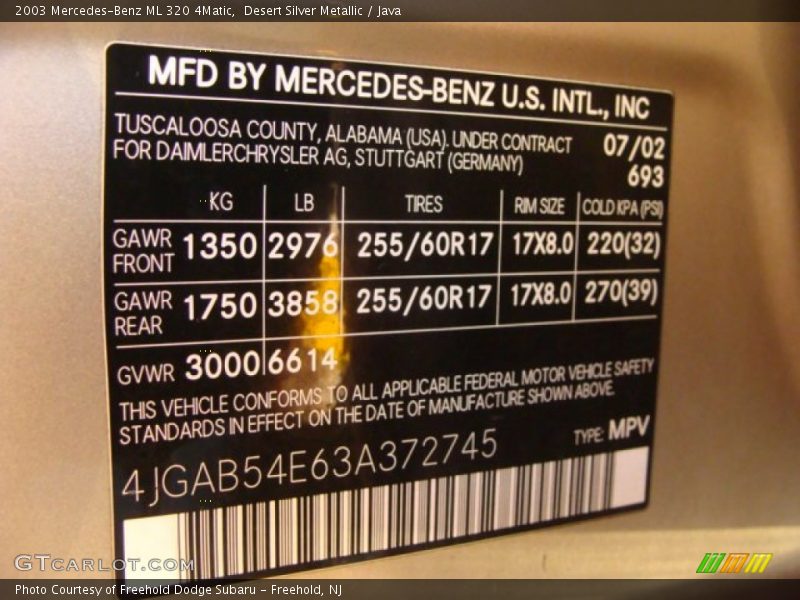 2003 Mercedes-Benz ML 320 4Matic,  Desert Silver Metallic / Java
MFD BY MERCEDES-BENZ U.S. INTL., INC
TUSCALOOSA COUNTY, ALABAMA (USA). UNDER CONTRACT
FOR DAIMLERCHRYSLER AG, STUTTGART (GERMANY)
07/02
693
KG LB TIRES RIM SIZE COLD KPA (PSI)
GAWR FRONT 1350 2976 255/60R17 17X8.0 220(32)
GAWR REAR 1750 3858 255/60R17 17X8.0 270(39)
GVWR 3000 6614
THIS VEHICLE CONFORMS TO ALL APPLICABLE FEDERAL MOTOR VEHICLE SAFETY
STANDARDS IN EFFECT ON THE DATE OF MANUFACTURE SHOWN ABOVE.
4JGAB54E63A372745 TYPE: MPV
GTCARLOT.COM
Photo Courtesy of Freehold Dodge Subaru - Freehold, NJ